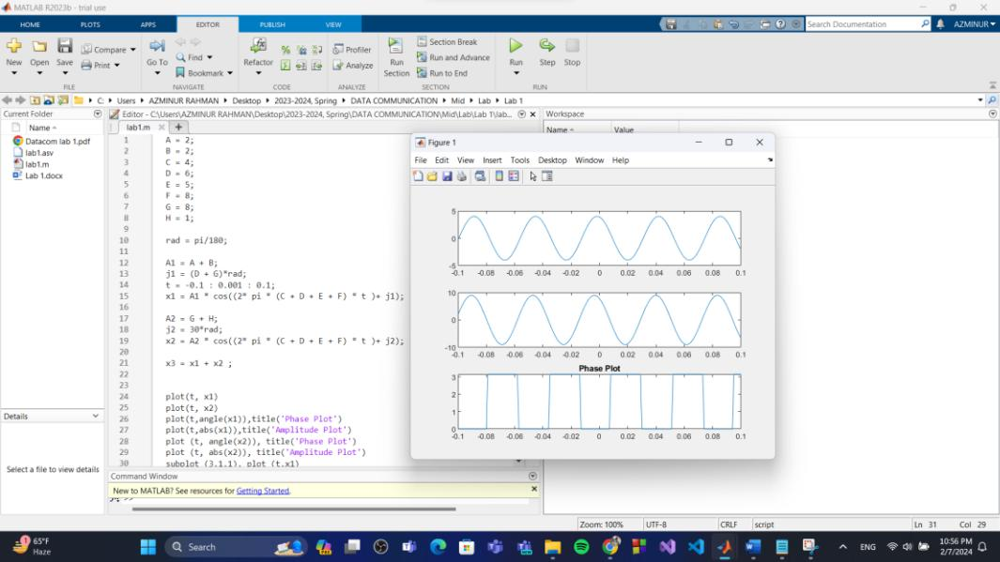 MATLAB R2023b - trial use
HOME PLOTS APPS EDITOR PUBLISH VIEW Search Documentation AZMINUR
New Open Save Compare Print Go To Find Bookmark Refactor Profiler Analyze Run Section Section Break Run and Advance Run to End Run Step Stop
FILE NAVIGATE CODE ANALYZE SECTION RUN
C: Users AZMINUR RAHMAN Desktop 2023-2024, Spring DATA COMMUNICATION Mid Lab Lab 1
Current Folder
Name
Datacom lab 1.pdf
lab1.asv
lab1.m
Lab 1.docx
Details
Select a file to view details
Editor - C:\Users\AZMINUR RAHMAN\Desktop\2023-2024, Spring\DATA COMMUNICATION\Mid\Lab\Lab 1\lab...
lab1.m
1 A = 2;
2 B = 2;
3 C = 4;
4 D = 6;
5 E = 5;
6 F = 8;
7 G = 8;
8 H = 1;
9
10 rad = pi/180;
11
12 A1 = A + B;
13 j1 = (D + G)*rad;
14 t = -0.1 : 0.001 : 0.1;
15 x1 = A1 * cos((2* pi * (C + D + E + F) * t )+ j1);
16
17 A2 = G + H;
18 j2 = 30*rad;
19 x2 = A2 * cos((2* pi * (C + D + E + F) * t )+ j2);
20
21 x3 = x1 + x2 ;
22
23
24 plot(t, x1)
25 plot(t, x2)
26 plot(t,angle(x1)),title('Phase Plot')
27 plot(t,abs(x1)),title('Amplitude Plot')
28 plot (t, angle(x2)), title('Phase Plot')
29 plot (t, abs(x2)), title('Amplitude Plot')
30 subplot (3,1,1), plot (t,x1)
Command Window
New to MATLAB? See resources for Getting Started.
Workspace
Name Value
Figure 1
File Edit View Insert Tools Desktop Window Help
5
0
-5
-0.1 -0.08 -0.06 -0.04 -0.02 0 0.02 0.04 0.06 0.08 0.1
10
0
-10
-0.1 -0.08 -0.06 -0.04 -0.02 0 0.02 0.04 0.06 0.08 0.1
Phase Plot
3
2
1
0
-0.1 -0.08 -0.06 -0.04 -0.02 0 0.02 0.04 0.06 0.08 0.1
Zoom: 100% UTF-8 CRLF script Ln 31 Col 29
65°F
Haze
Search
ENG
10:56 PM
2/7/2024